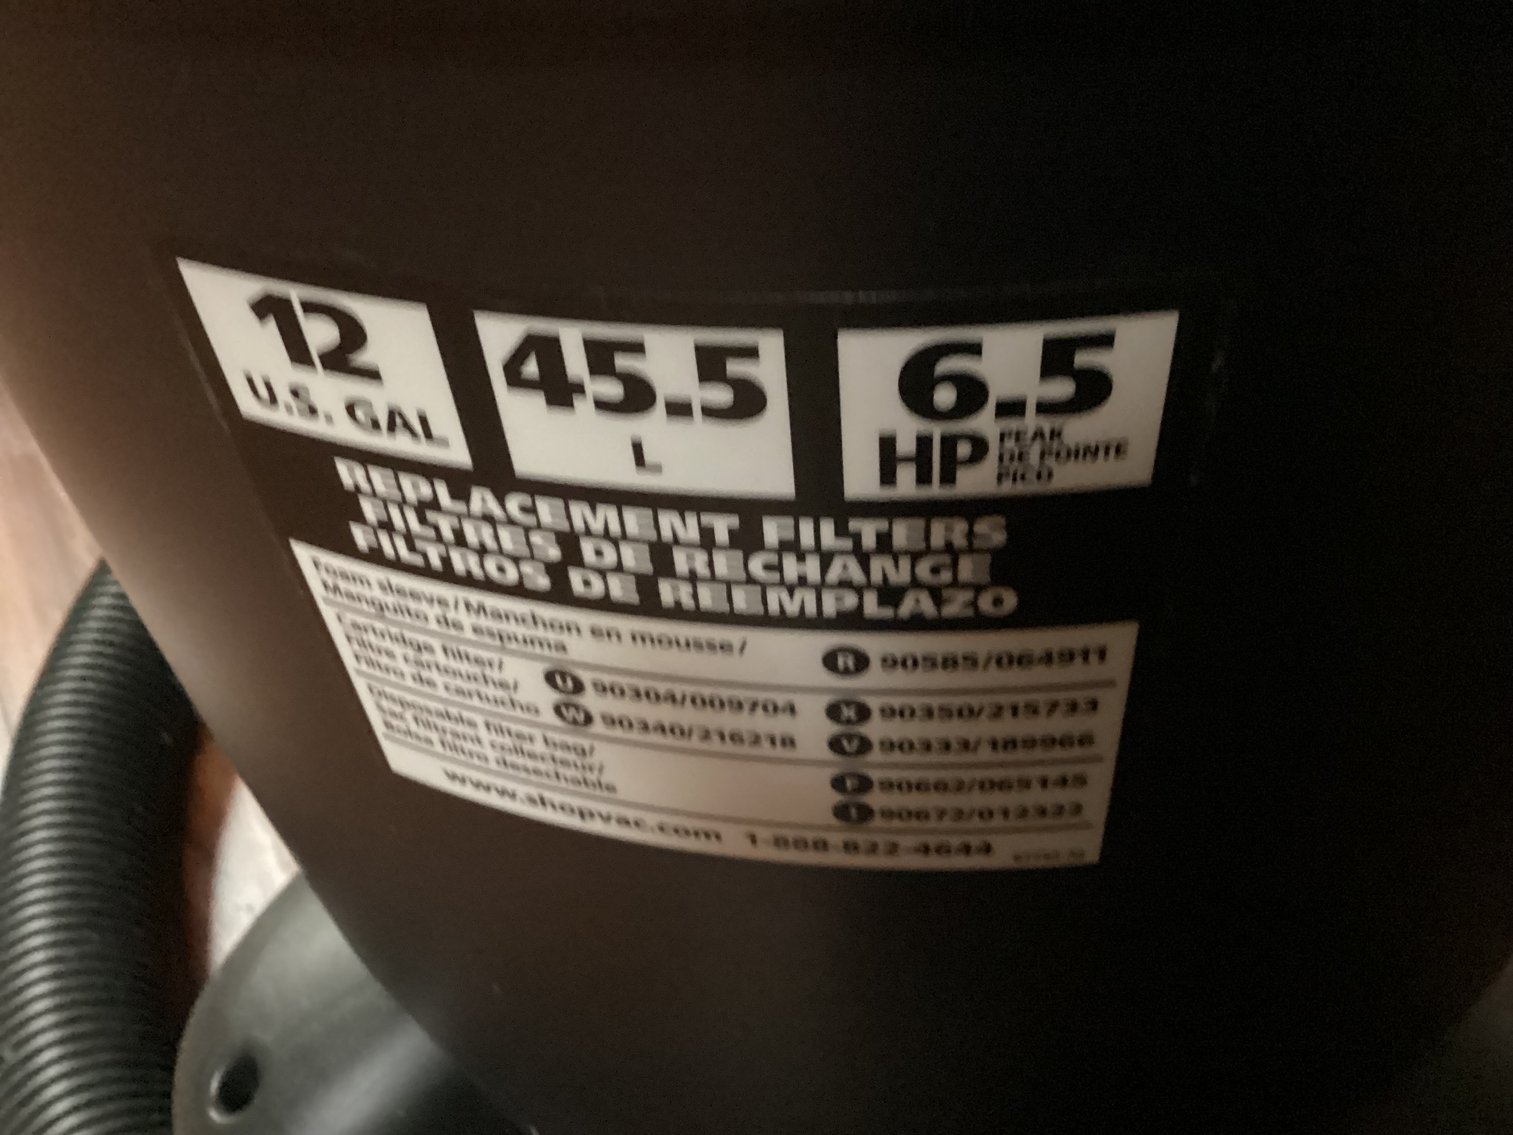 12
U.S. GAL
45.5
L
6.5
HP
PEAK
DE POINTE
PICO
REPLACEMENT FILTERS
FILTRES DE RECHANGE
FILTROS DE REEMPLAZO
Foam sleeve/Manchon en mousse/
Manguito de espuma
R 90585/064911
Cartridge filter/
Filtre cartouche/
Filtro de cartucho
U 90304/009704
X 90350/215733
W 90340/216218
V 90333/189966
Disposable filter bag/
Sac filtrant collecteur/
Bolsa filtro desechable
F 90662/065145
I 90672/012322
www.shopvac.com 1-888-822-4644